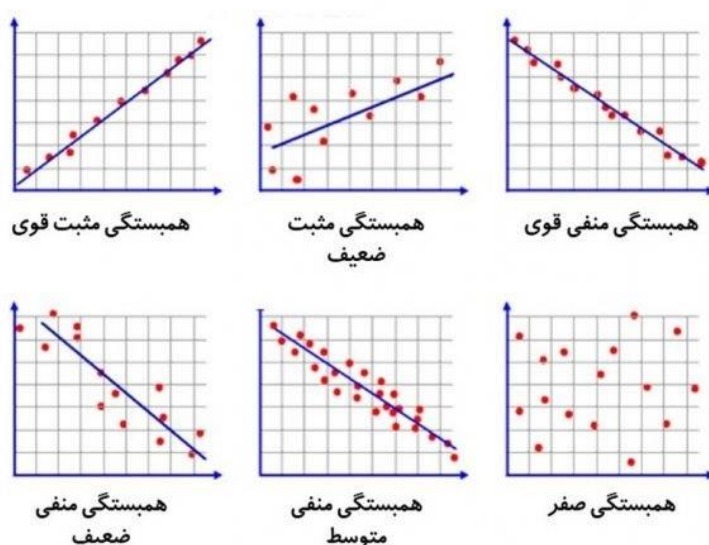 همبستگی منفی قوی
همبستگی مثبت
ضعیف
همبستگی مثبت قوی
همبستگی صفر
همبستگی منفی
متوسط
همبستگی منفی
ضعیف